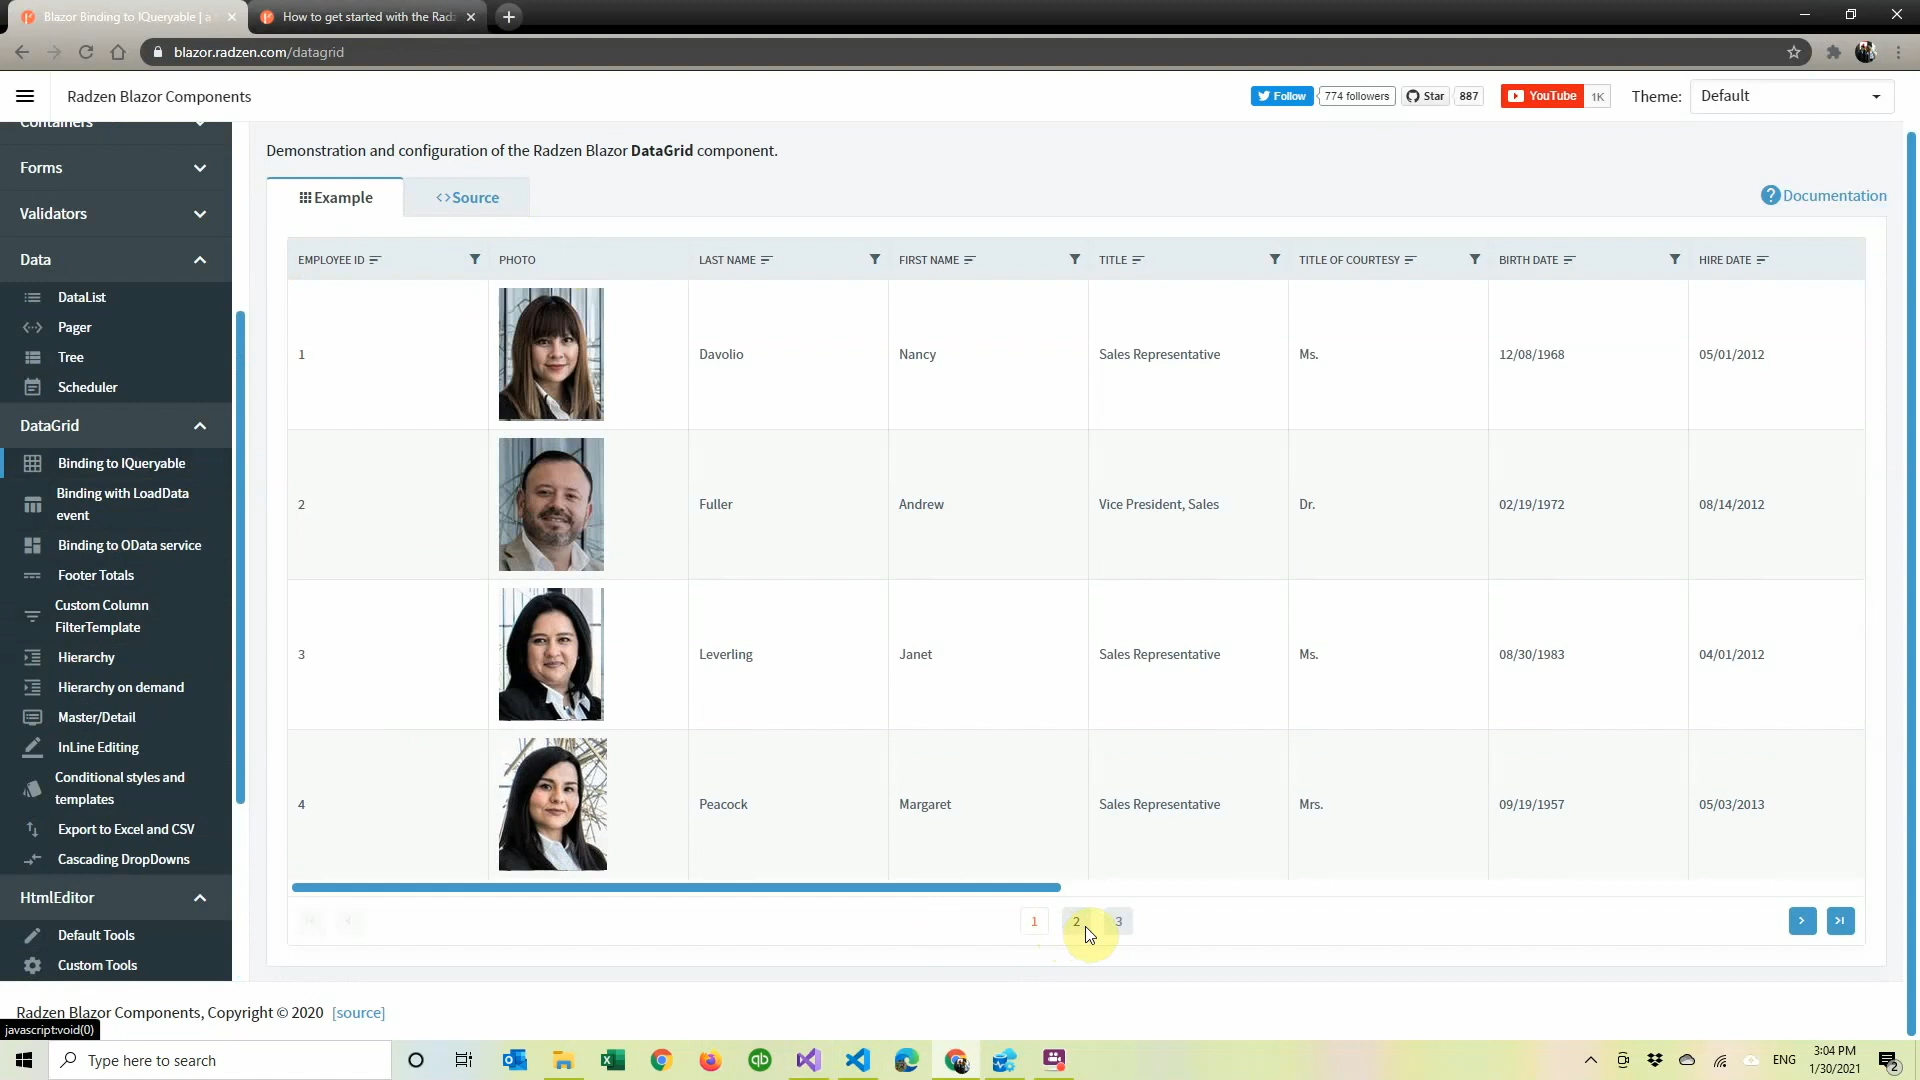 Blazor Binding to IQueryable | a
How to get started with the Radz
blazor.radzen.com/datagrid
Radzen Blazor Components
Follow
774 followers
Star
887
YouTube
1K
Theme:
Default
Containers
Forms
Validators
Data
DataList
Pager
Tree
Scheduler
DataGrid
Binding to IQueryable
Binding with LoadData
event
Binding to OData service
Footer Totals
Custom Column
FilterTemplate
Hierarchy
Hierarchy on demand
Master/Detail
InLine Editing
Conditional styles and
templates
Export to Excel and CSV
Cascading DropDowns
HtmlEditor
Default Tools
Custom Tools
Demonstration and configuration of the Radzen Blazor DataGrid component.
Example
<>Source
?Documentation
EMPLOYEE ID PHOTO LAST NAME FIRST NAME TITLE TITLE OF COURTESY BIRTH DATE HIRE DATE
1 Davolio Nancy Sales Representative Ms. 12/08/1968 05/01/2012
2 Fuller Andrew Vice President, Sales Dr. 02/19/1972 08/14/2012
3 Leverling Janet Sales Representative Ms. 08/30/1983 04/01/2012
4 Peacock Margaret Sales Representative Mrs. 09/19/1957 05/03/2013
1 2 3
Radzen Blazor Components, Copyright © 2020 [source]
javascript:void(0)
Type here to search
qb
ENG
3:04 PM
1/30/2021
2